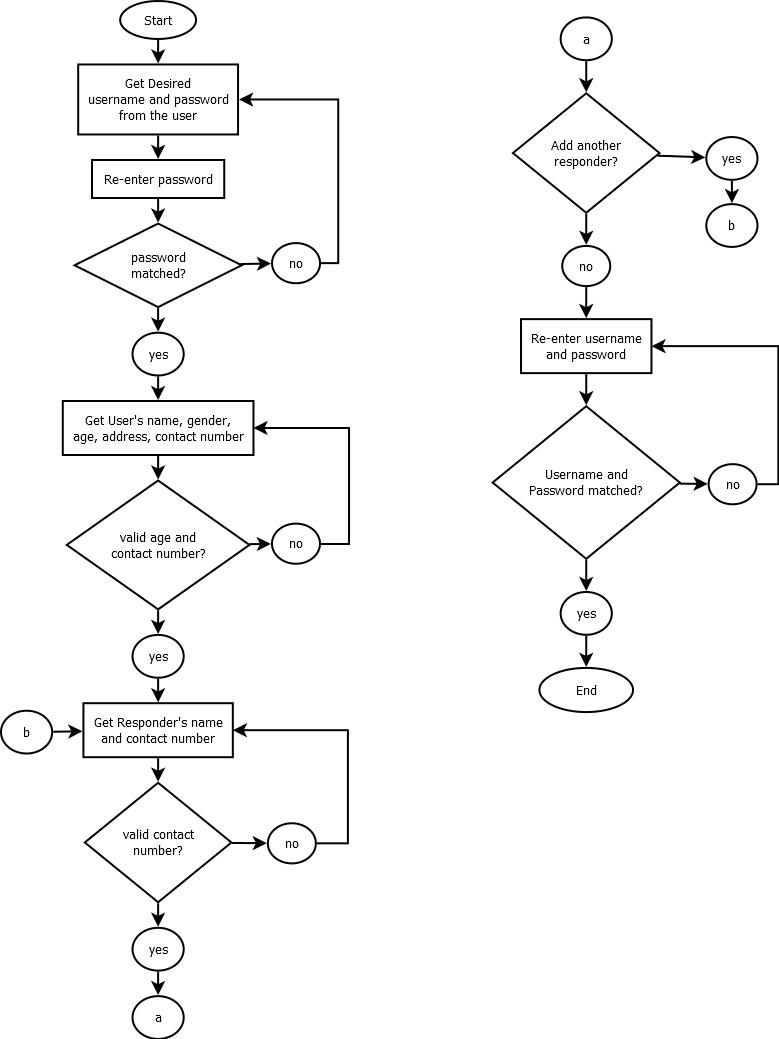 Start
Get Desired
username and password
from the user
Re-enter password
password
matched?
no
yes
Get User's name, gender,
age, address, contact number
valid age and
contact number?
no
yes
b
Get Responder's name
and contact number
valid contact
number?
no
yes
a
a
Add another
responder?
yes
b
no
Re-enter username
and password
Username and
Password matched?
no
yes
End